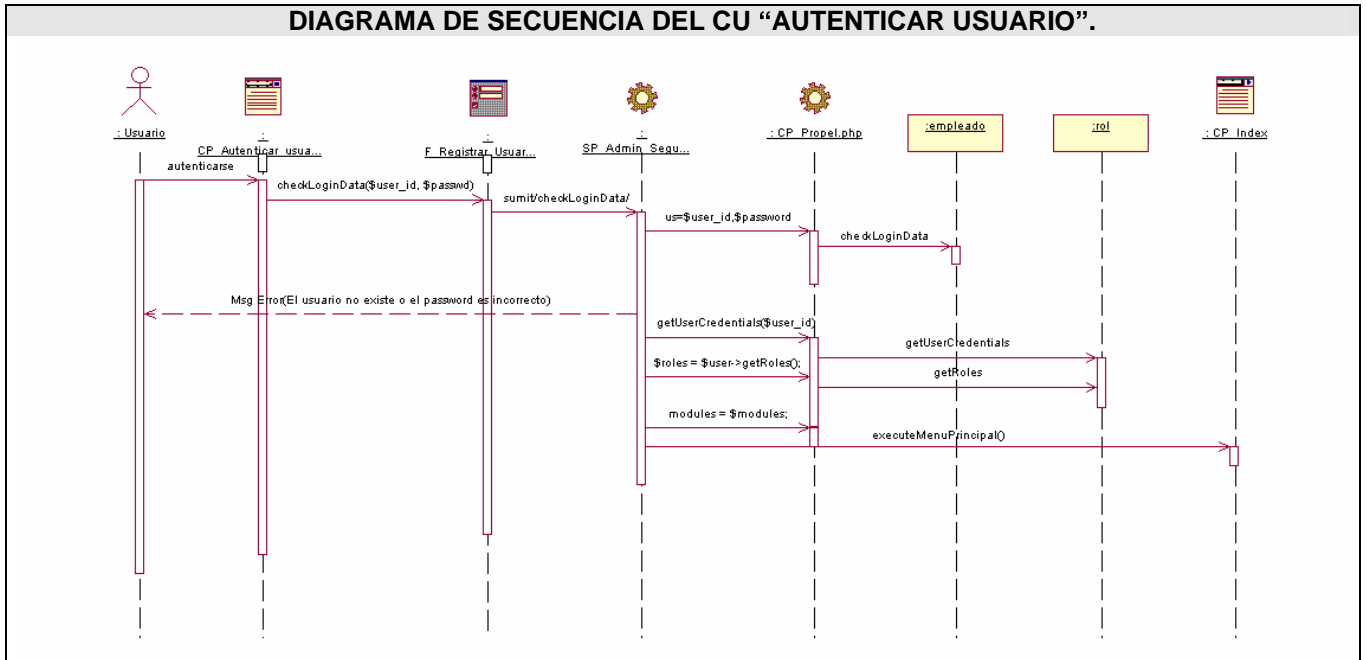 DIAGRAMA DE SECUENCIA DEL CU “AUTENTICAR USUARIO”.
: Usuario
:
CP_Autenticar_usua...
:
F_Registrar_Usuar...
:
SP_Admin_Segu...
: CP_Propel.php
:empleado
:rol
: CP_Index
autenticarse
checkLoginData($user_id, $passwd)
sumit/checkLoginData/
us=$user_id,$password
checkLoginData
Msg Error(El usuario no existe o el password es incorrecto)
getUserCredentials($user_id)
getUserCredentials
$roles = $user->getRoles();
getRoles
modules = $modules;
executeMenuPrincipal()